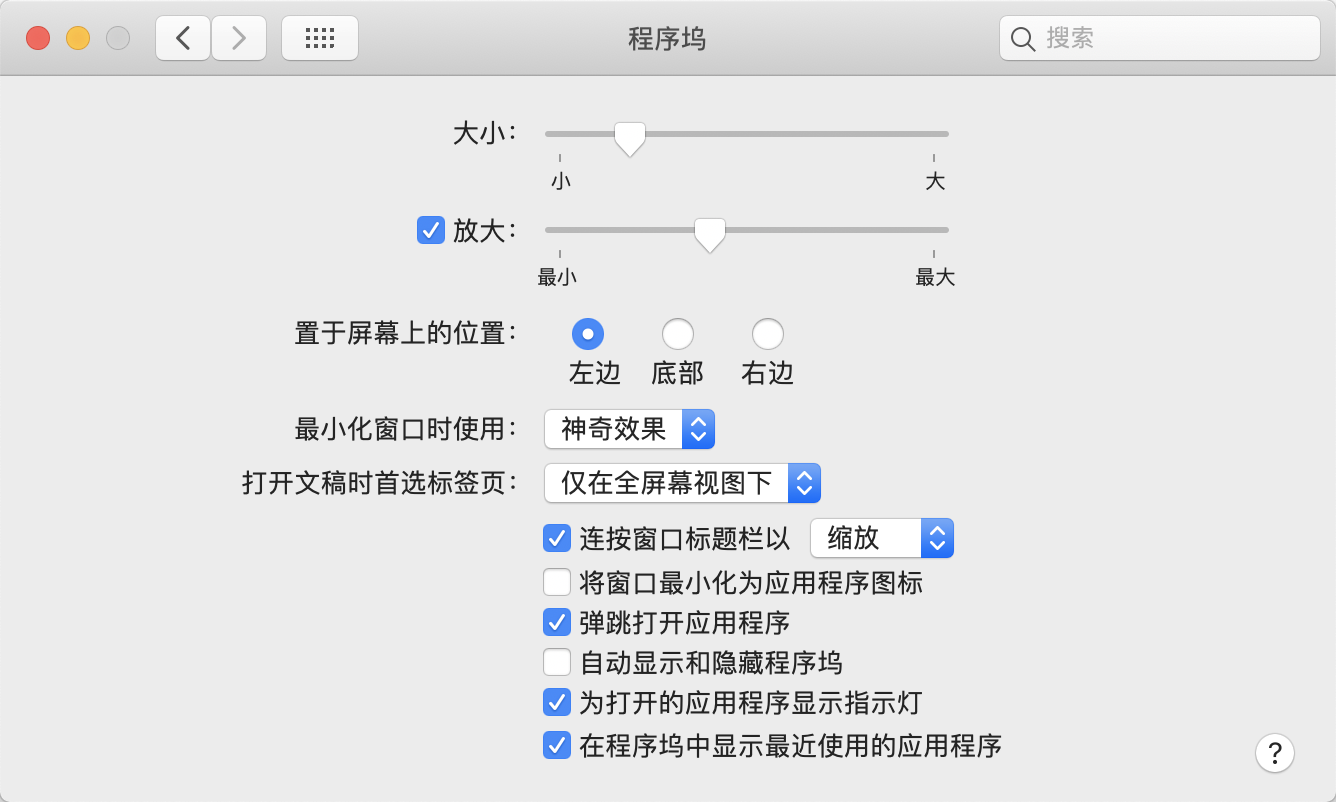 程序坞
搜索
大小：
小 大
放大：
最小 最大
置于屏幕上的位置：
左边 底部 右边
最小化窗口时使用： 神奇效果
打开文稿时首选标签页： 仅在全屏幕视图下
连按窗口标题栏以 缩放
将窗口最小化为应用程序图标
弹跳打开应用程序
自动显示和隐藏程序坞
为打开的应用程序显示指示灯
在程序坞中显示最近使用的应用程序
?